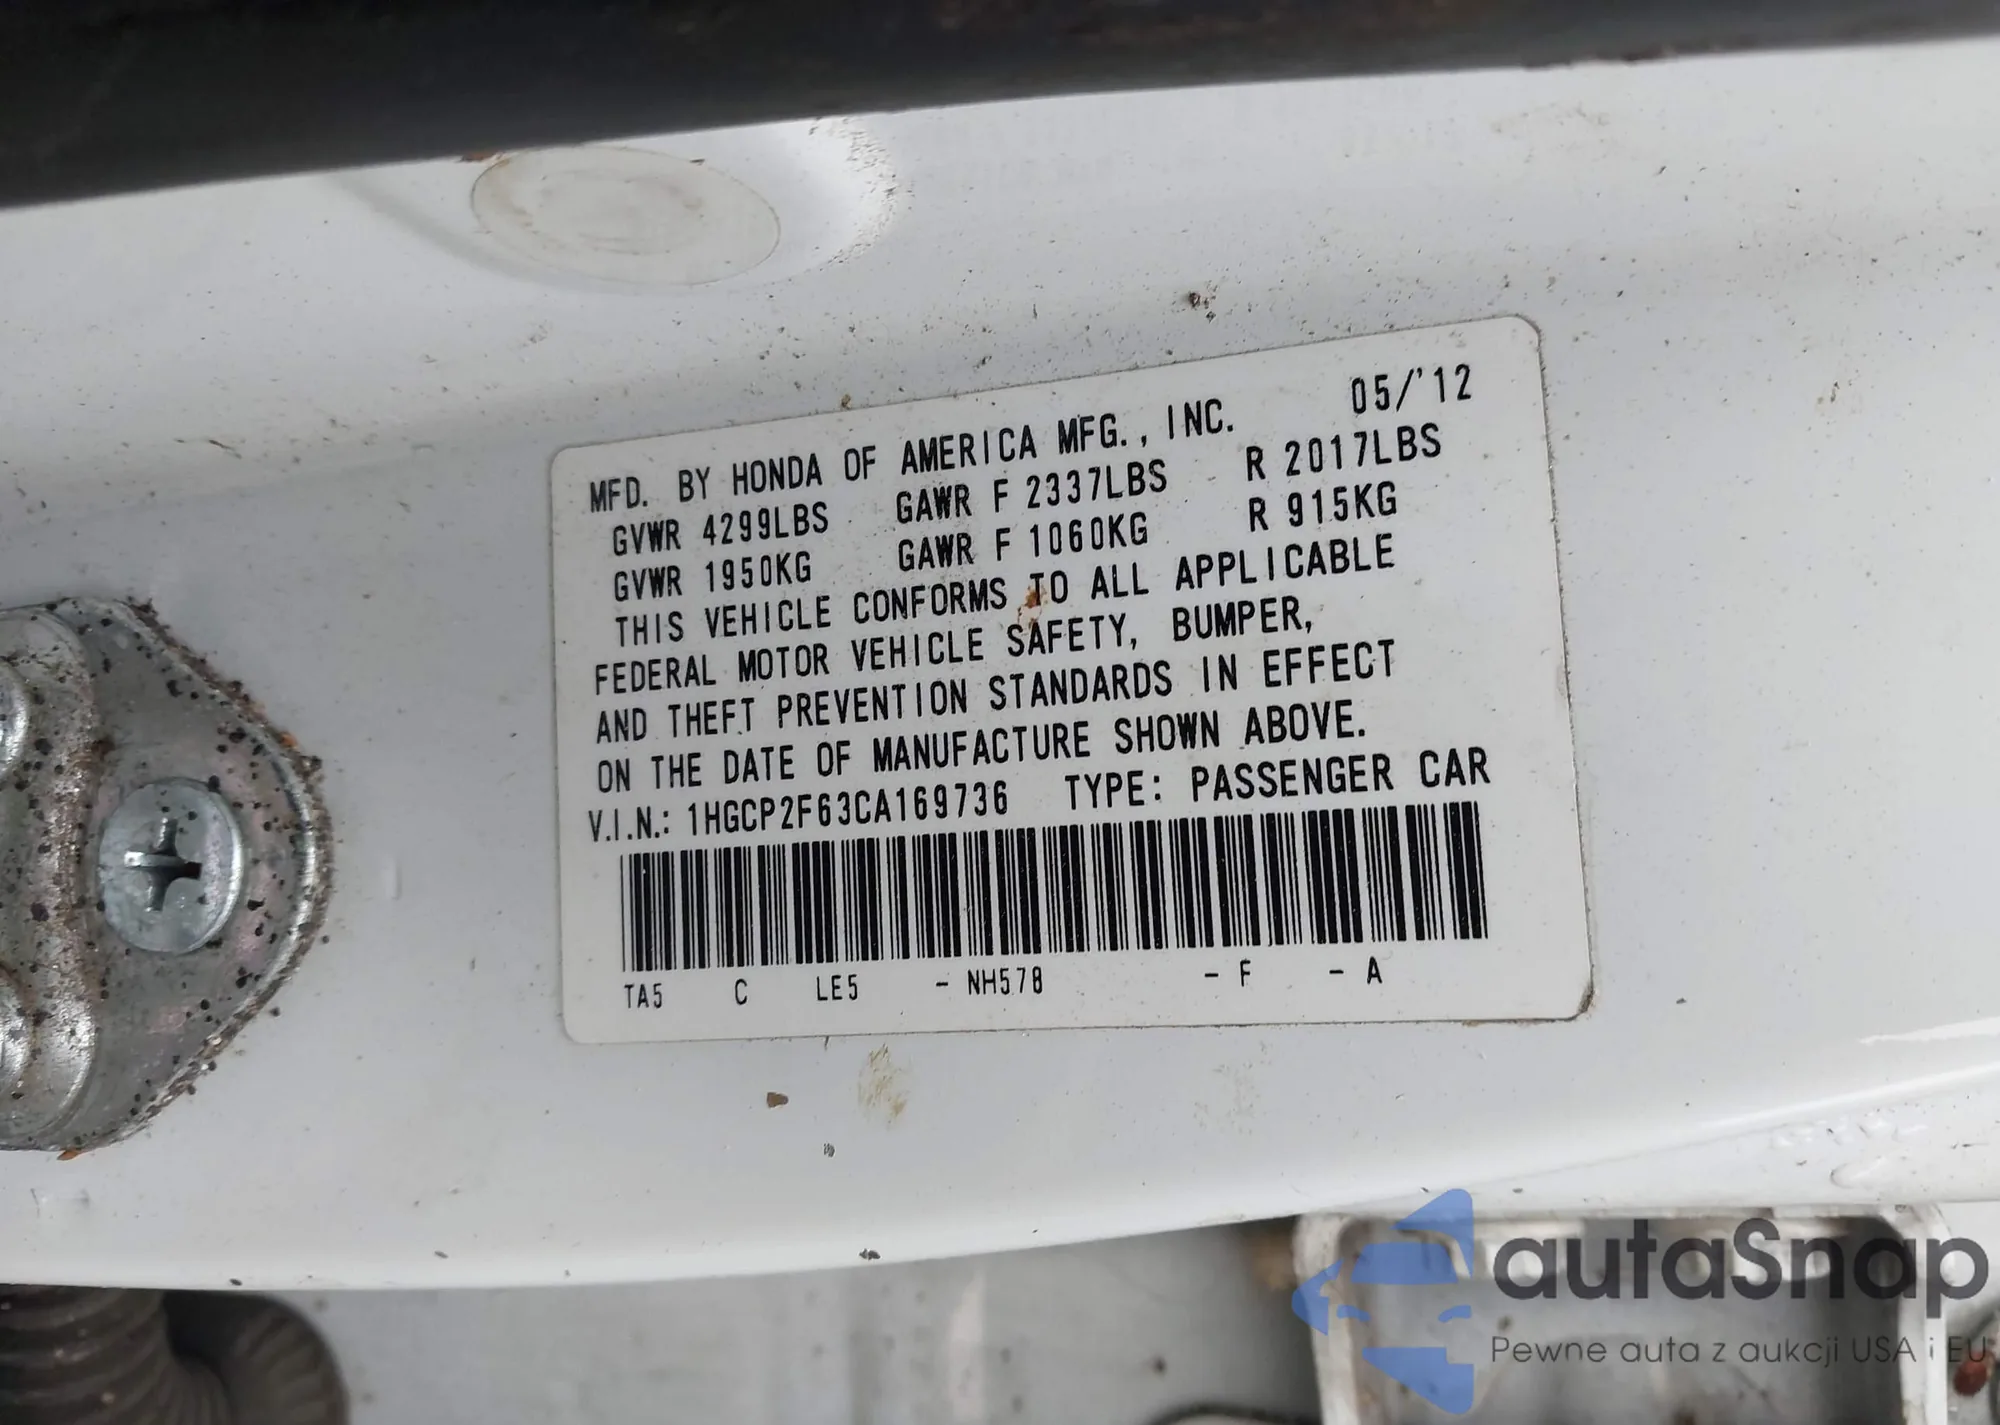 MFD. BY HONDA OF AMERICA MFG., INC. 05/'12
GVWR 4299LBS GAWR F 2337LBS R 2017LBS
GVWR 1950KG GAWR F 1060KG R 915KG
THIS VEHICLE CONFORMS TO ALL APPLICABLE
FEDERAL MOTOR VEHICLE SAFETY, BUMPER,
AND THEFT PREVENTION STANDARDS IN EFFECT
ON THE DATE OF MANUFACTURE SHOWN ABOVE.
V.I.N.: 1HGCP2F63CA169736 TYPE: PASSENGER CAR
TA5 C LE5 - NH578 - F - A
autaSnap
Pewne auta z aukcji USA i EU